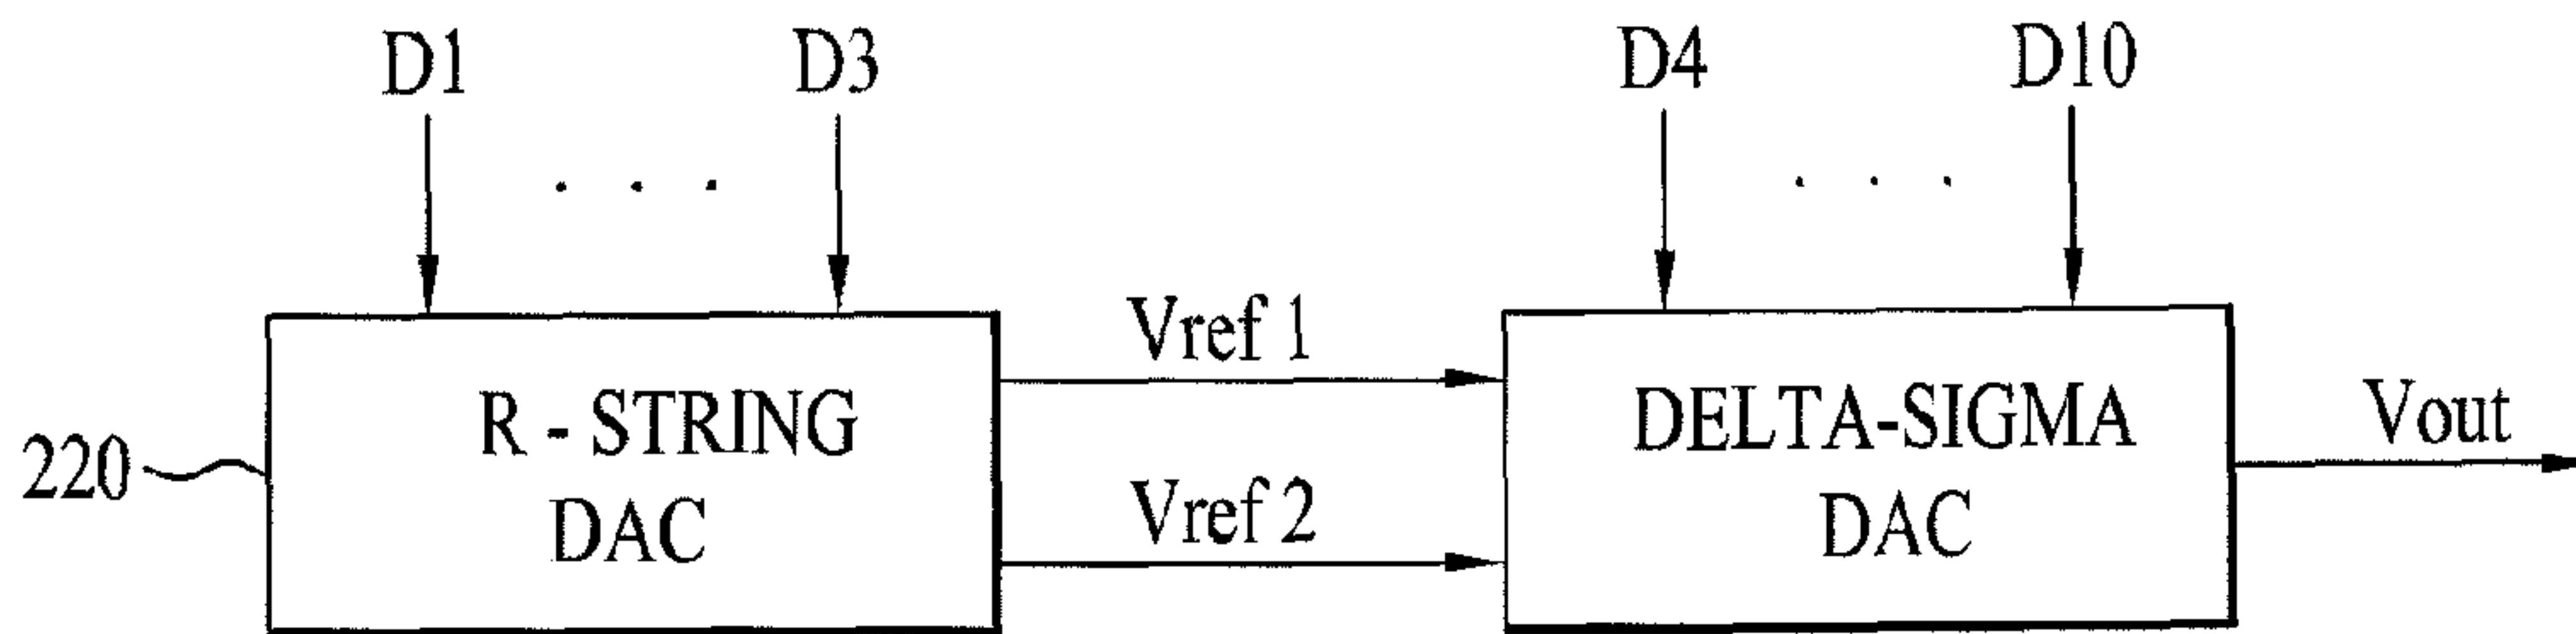 D1 . . . D3
D4 . . . D10
Vref 1
R - STRING
DAC
DELTA-SIGMA
DAC
Vout
220
Vref 2